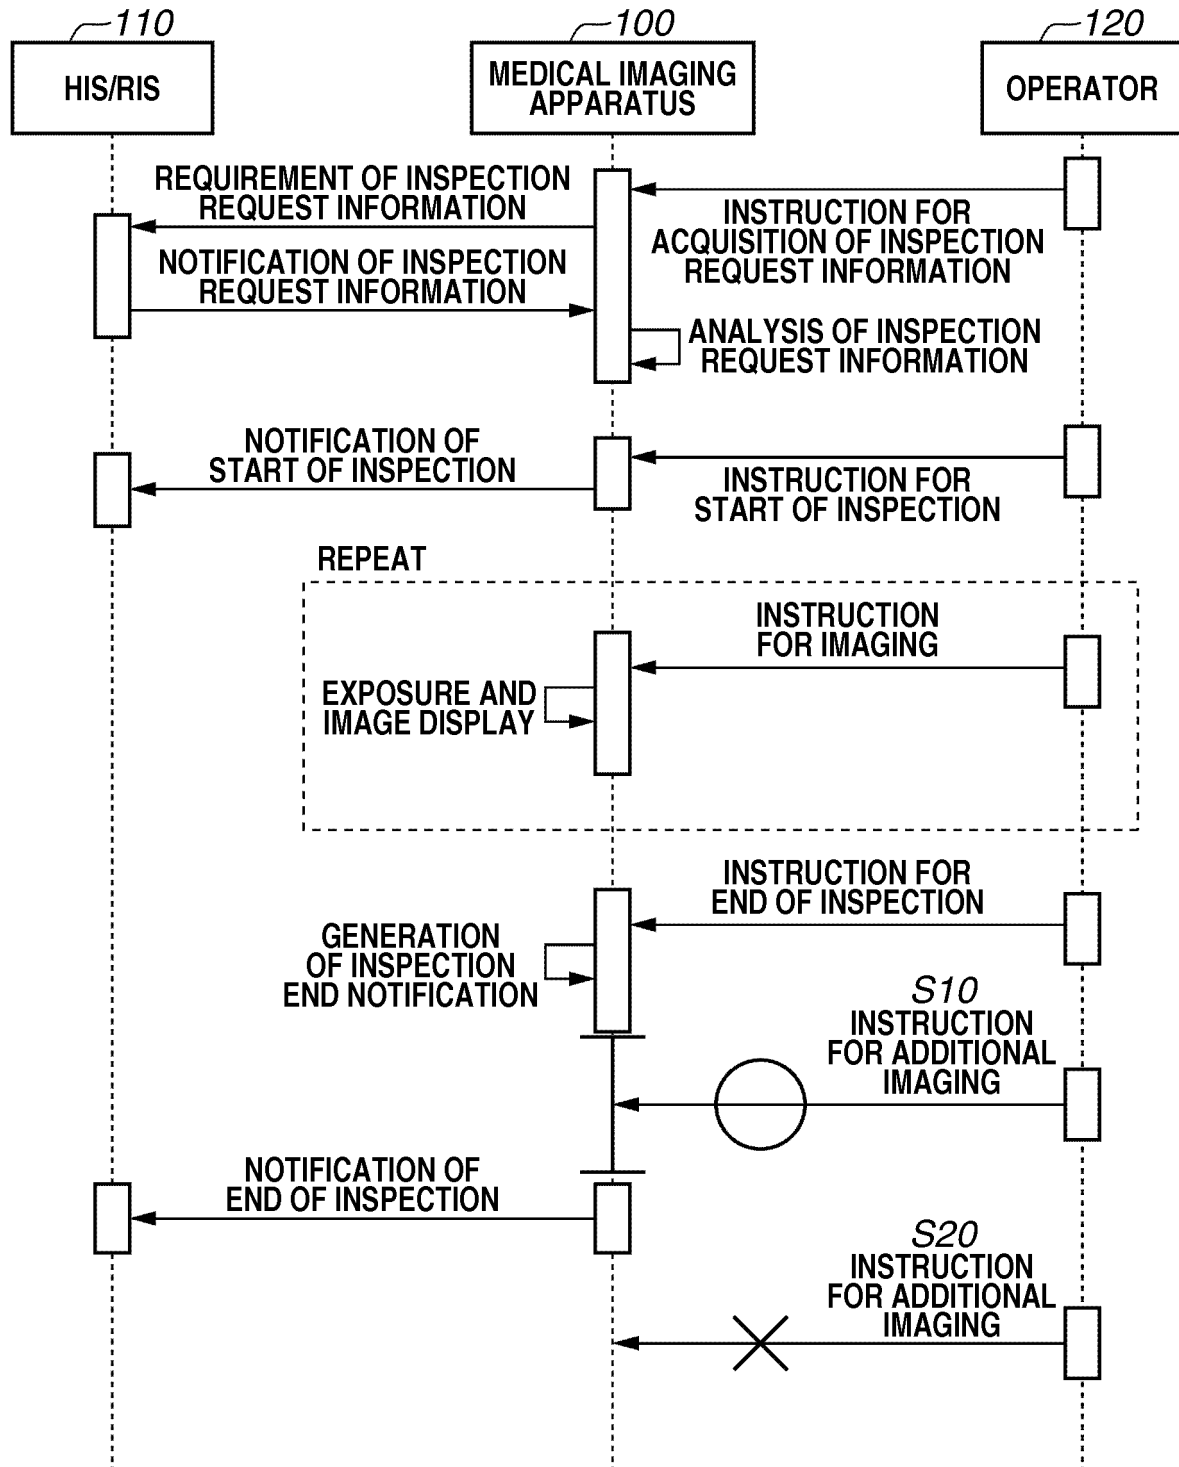 110
100
120
HIS/RIS
MEDICAL IMAGING
APPARATUS
OPERATOR
REQUIREMENT OF INSPECTION
REQUEST INFORMATION
INSTRUCTION FOR
ACQUISITION OF INSPECTION
REQUEST INFORMATION
NOTIFICATION OF INSPECTION
REQUEST INFORMATION
ANALYSIS OF INSPECTION
REQUEST INFORMATION
NOTIFICATION OF
START OF INSPECTION
INSTRUCTION FOR
START OF INSPECTION
REPEAT
INSTRUCTION
FOR IMAGING
EXPOSURE AND
IMAGE DISPLAY
INSTRUCTION FOR
END OF INSPECTION
GENERATION
OF INSPECTION
END NOTIFICATION
S10
INSTRUCTION
FOR ADDITIONAL
IMAGING
NOTIFICATION OF
END OF INSPECTION
S20
INSTRUCTION
FOR ADDITIONAL
IMAGING